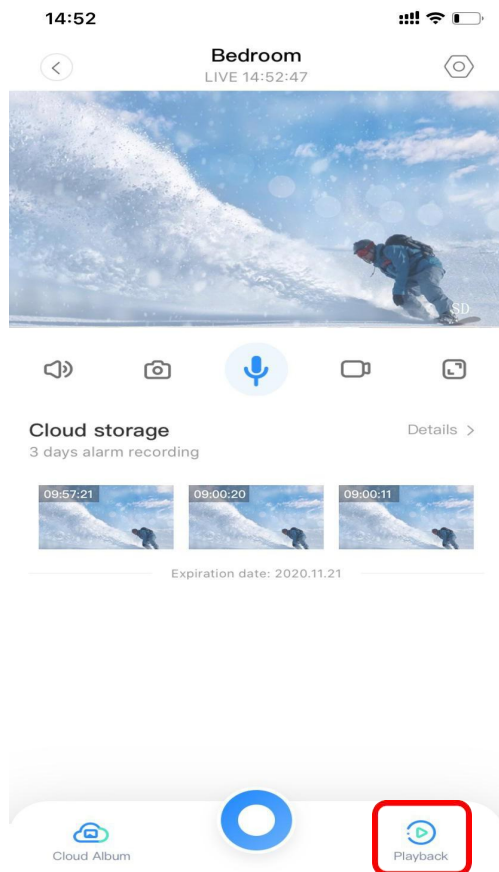 14:52
Bedroom
LIVE 14:52:47
SD
Cloud storage
Details >
3 days alarm recording
09:57:21
09:00:20
09:00:11
Expiration date: 2020.11.21
Cloud Album
Playback